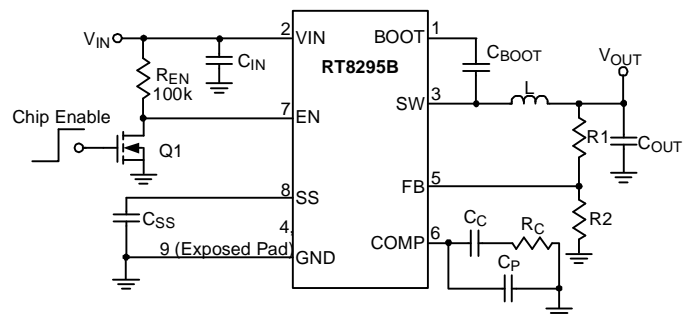 VIN
2
VIN
BOOT
1
CBOOT
VOUT
REN
100k
CIN
RT8295B
SW
3
L
7
EN
R1
COUT
Chip Enable
Q1
FB
5
8
SS
R2
CSS
4,
9 (Exposed Pad)
GND
COMP
6
CC
RC
CP